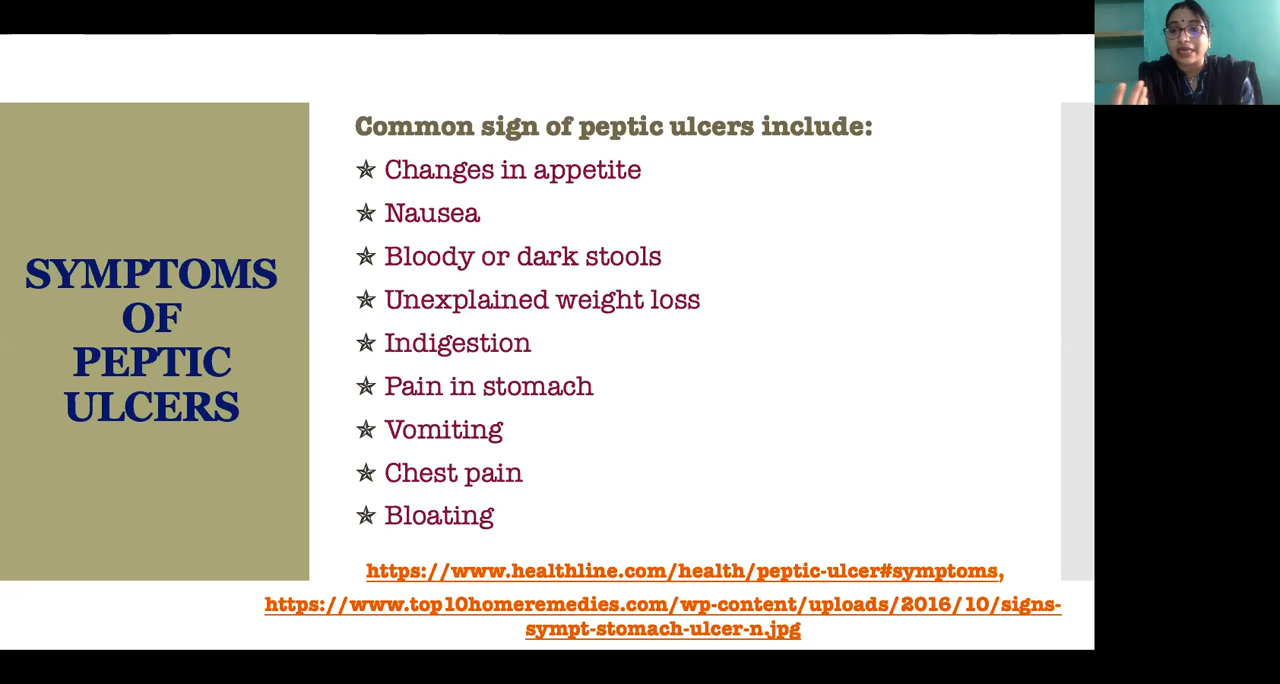 SYMPTOMS
OF
PEPTIC
ULCERS
Common sign of peptic ulcers include:
✯ Changes in appetite
✯ Nausea
✯ Bloody or dark stools
✯ Unexplained weight loss
✯ Indigestion
✯ Pain in stomach
✯ Vomiting
✯ Chest pain
✯ Bloating
https://www.healthline.com/health/peptic-ulcer#symptoms,
https://www.top10homeremedies.com/wp-content/uploads/2016/10/signs-
sympt-stomach-ulcer-n.jpg